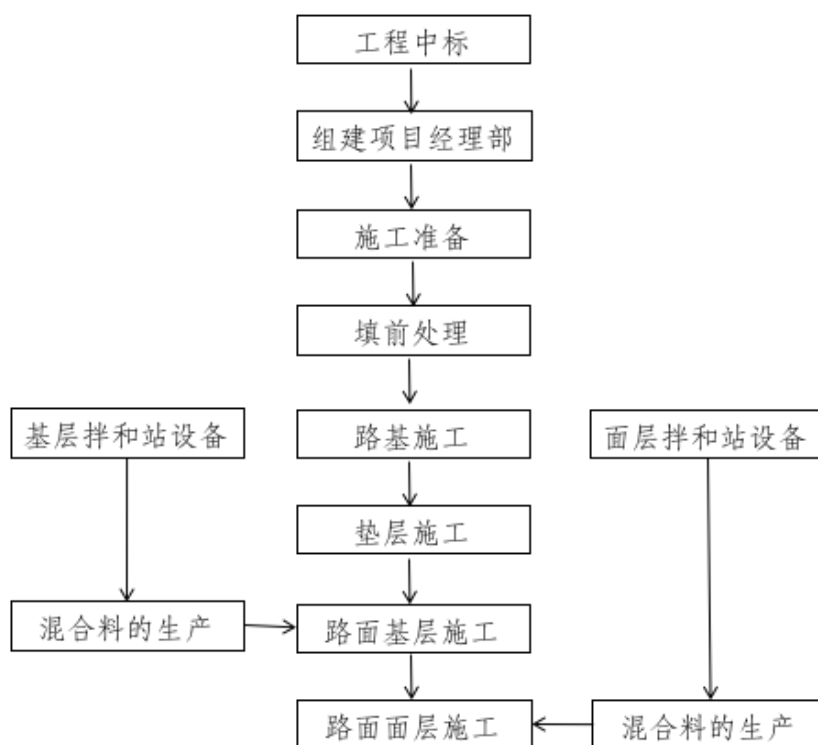 工程中标
组建项目经理部
施工准备
填前处理
基层拌和站设备
路基施工
面层拌和站设备
垫层施工
混合料的生产
路面基层施工
路面面层施工
混合料的生产